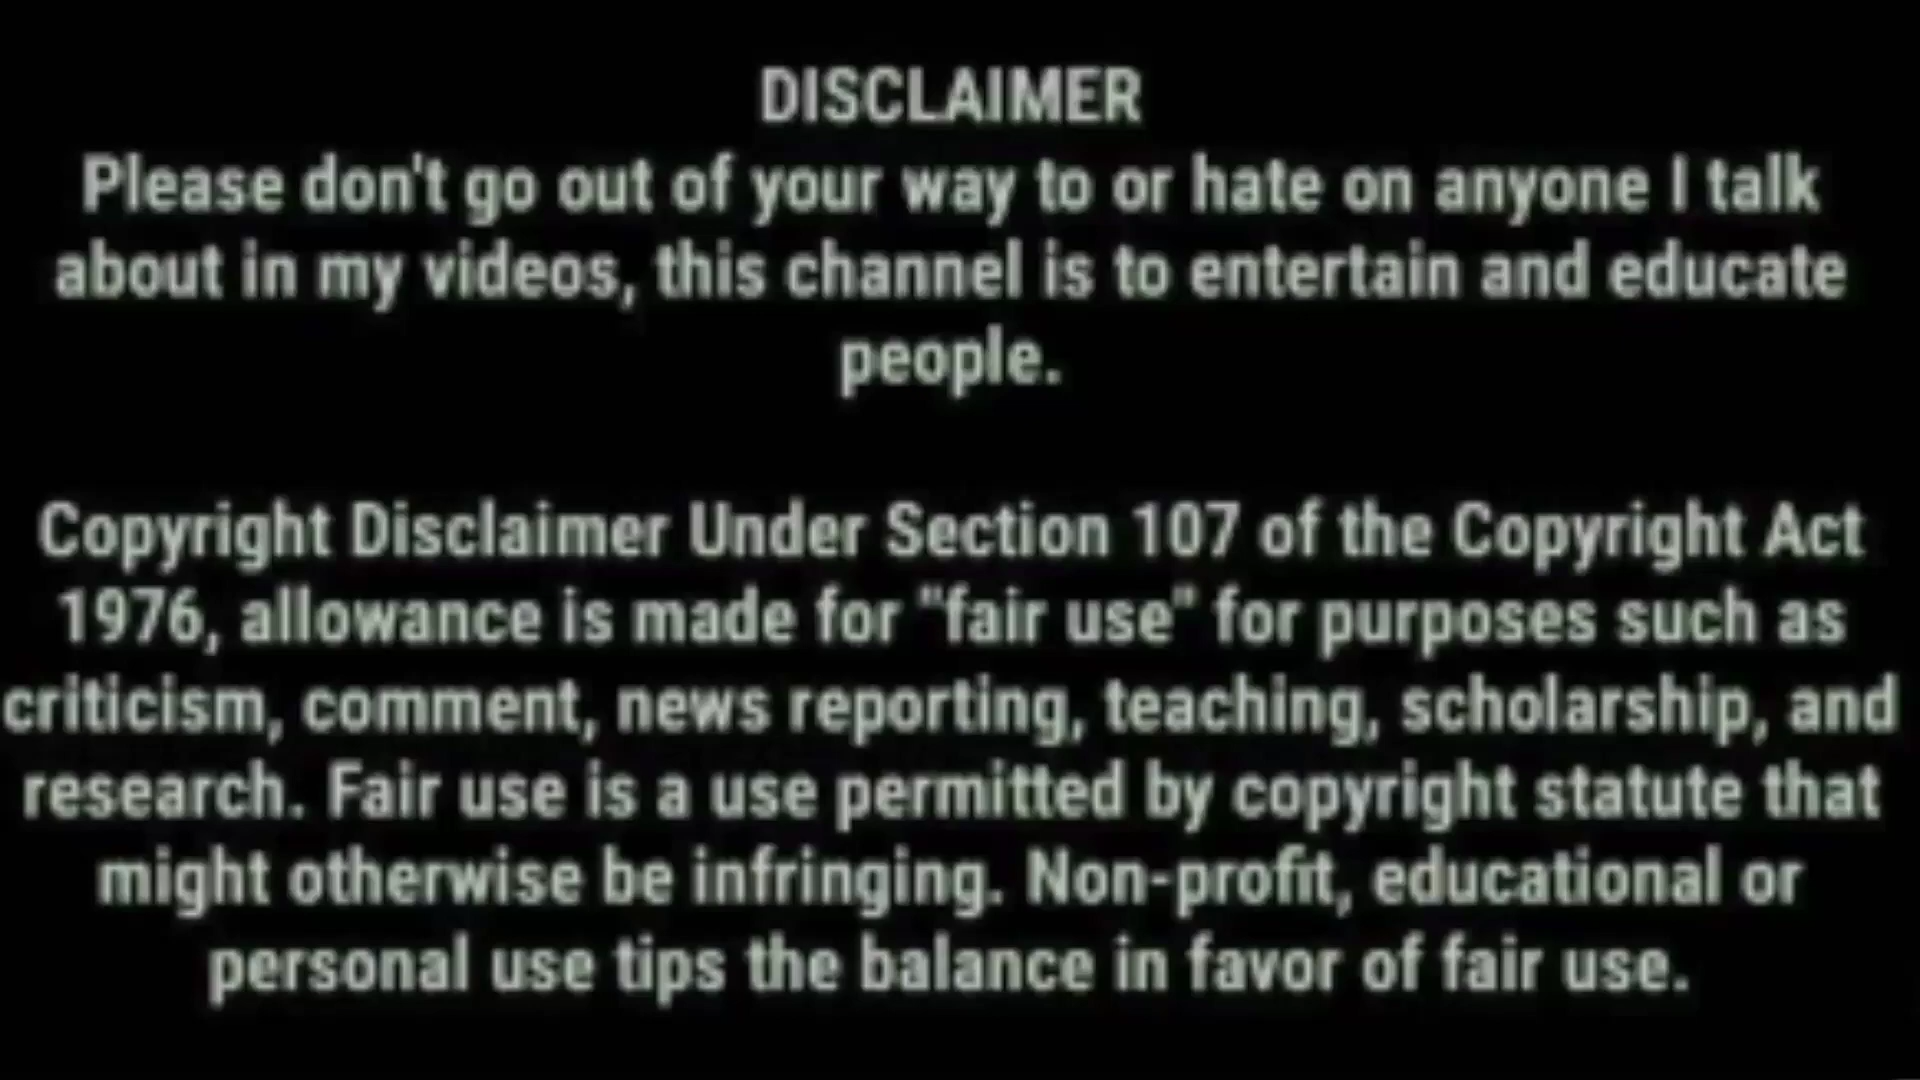 DISCLAIMER
Please don't go out of your way to or hate on anyone I talk
about in my videos, this channel is to entertain and educate
people.
Copyright Disclaimer Under Section 107 of the Copyright Act
1976, allowance is made for "fair use" for purposes such as
criticism, comment, news reporting, teaching, scholarship, and
research. Fair use is a use permitted by copyright statute that
might otherwise be infringing. Non-profit, educational or
personal use tips the balance in favor of fair use.